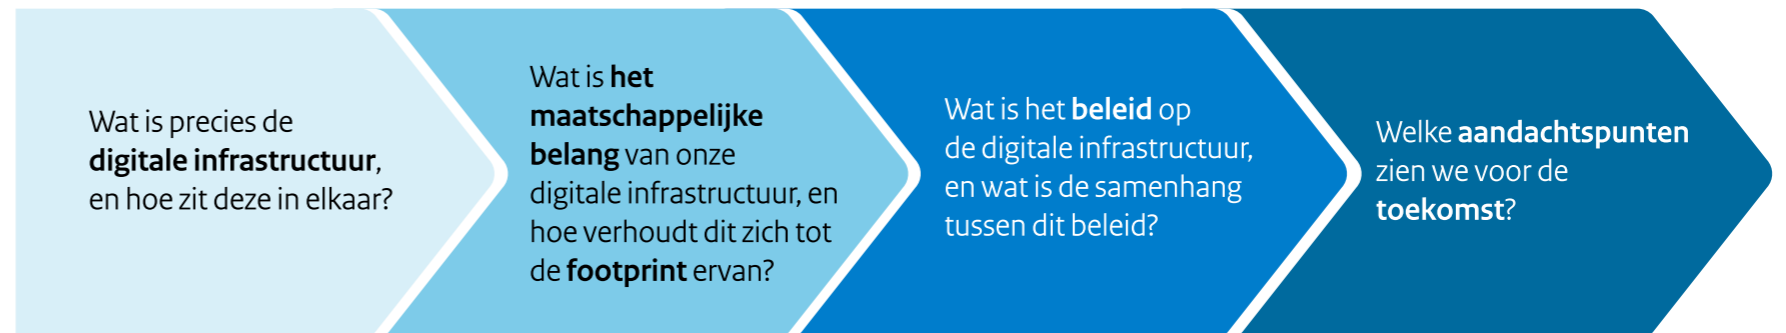 Wat is precies de
digitale infrastructuur,
en hoe zit deze in elkaar?
Wat is het
maatschappelijke
belang van onze
digitale infrastructuur, en
hoe verhoudt dit zich tot
de footprint ervan?
Wat is het beleid op
de digitale infrastructuur,
en wat is de samenhang
tussen dit beleid?
Welke aandachtspunten
zien we voor de
toekomst?